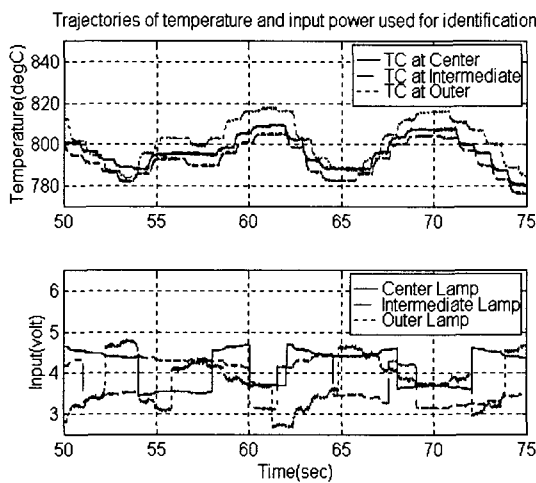 Trajectories of temperature and input power used for identification
840
820
800
780
Temperature(degC)
TC at Center
TC at Intermediate
TC at Outer
50 55 60 65 70 75
6
5
4
3
Input(volt)
Center Lamp
Intermediate Lamp
Outer Lamp
50 55 60 65 70 75
Time(sec)